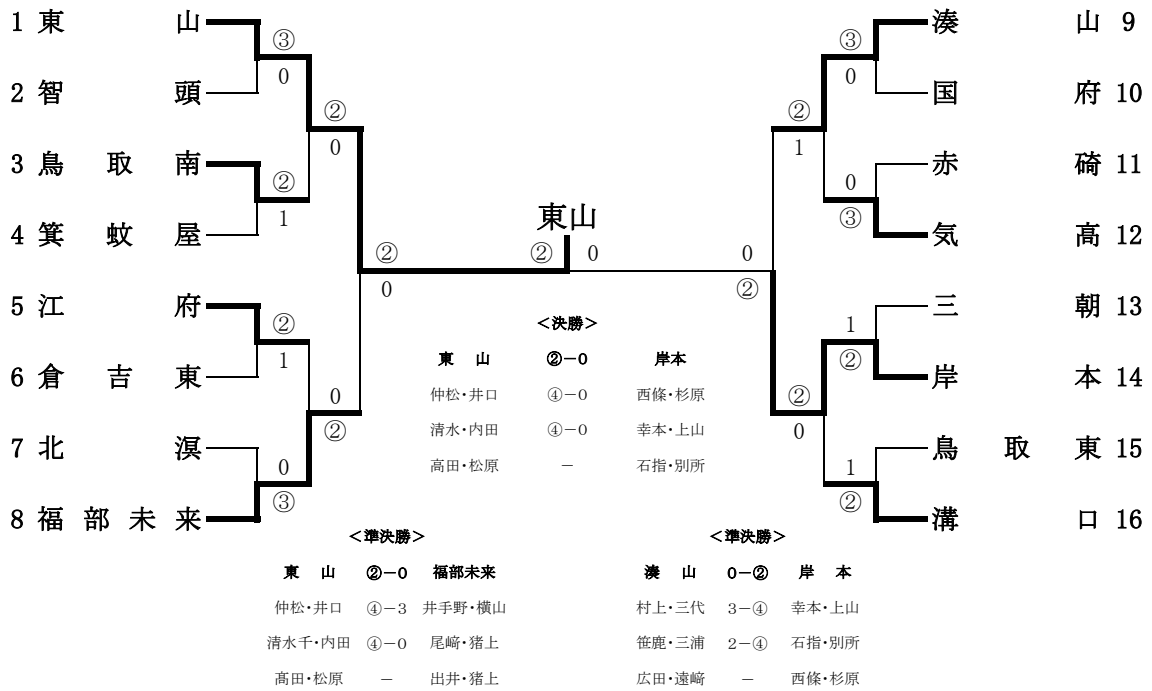 1 東山 湊山 9
③ ③
0 0
2 智頭 国府 10
② ②
0 1
3 鳥取南 赤碕 11
② 0
1 ③
4 箕蚊屋 気高 12
東山
② ② 0 0
0 ②
5 江府 三朝 13
② 1
1 ②
<決勝>
東山 ②-0 岸本
6 倉吉東 岸本 14
仲松・井口 ④-0 西條・杉原
0 ②
② 0
清水・内田 ④-0 幸本・上山
7 北溟 鳥取東 15
高田・松原 - 石指・別所
0 1
③ ②
8 福部未来 溝口 16
<準決勝>
東山 ②-0 福部未来
仲松・井口 ④-3 井手野・横山
清水千・内田 ④-0 尾﨑・猪上
髙田・松原 - 出井・猪上
<準決勝>
湊山 0-② 岸本
村上・三代 3-④ 幸本・上山
笹鹿・三浦 2-④ 石指・別所
広田・遠﨑 - 西條・杉原